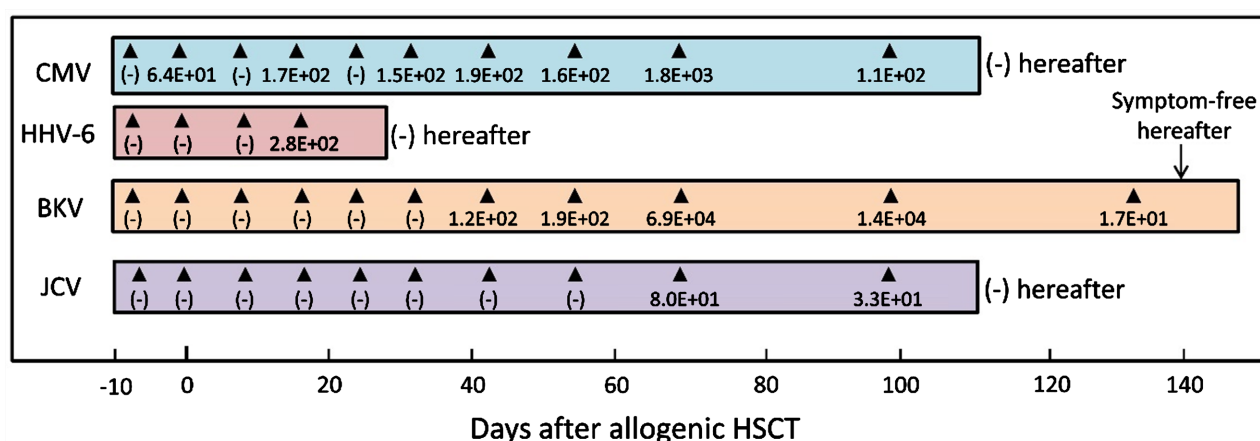 CMV
(-) 6.4E+01 (-) 1.7E+02 (-) 1.5E+02 1.9E+02 1.6E+02 1.8E+03 1.1E+02
(-) hereafter
HHV-6
(-) (-) (-) 2.8E+02
(-) hereafter
Symptom-free
hereafter
BKV
(-) (-) (-) (-) (-) (-) 1.2E+02 1.9E+02 6.9E+04 1.4E+04 1.7E+01
JCV
(-) (-) (-) (-) (-) (-) (-) (-) 8.0E+01 3.3E+01
(-) hereafter
-10 0 20 40 60 80 100 120 140
Days after allogenic HSCT